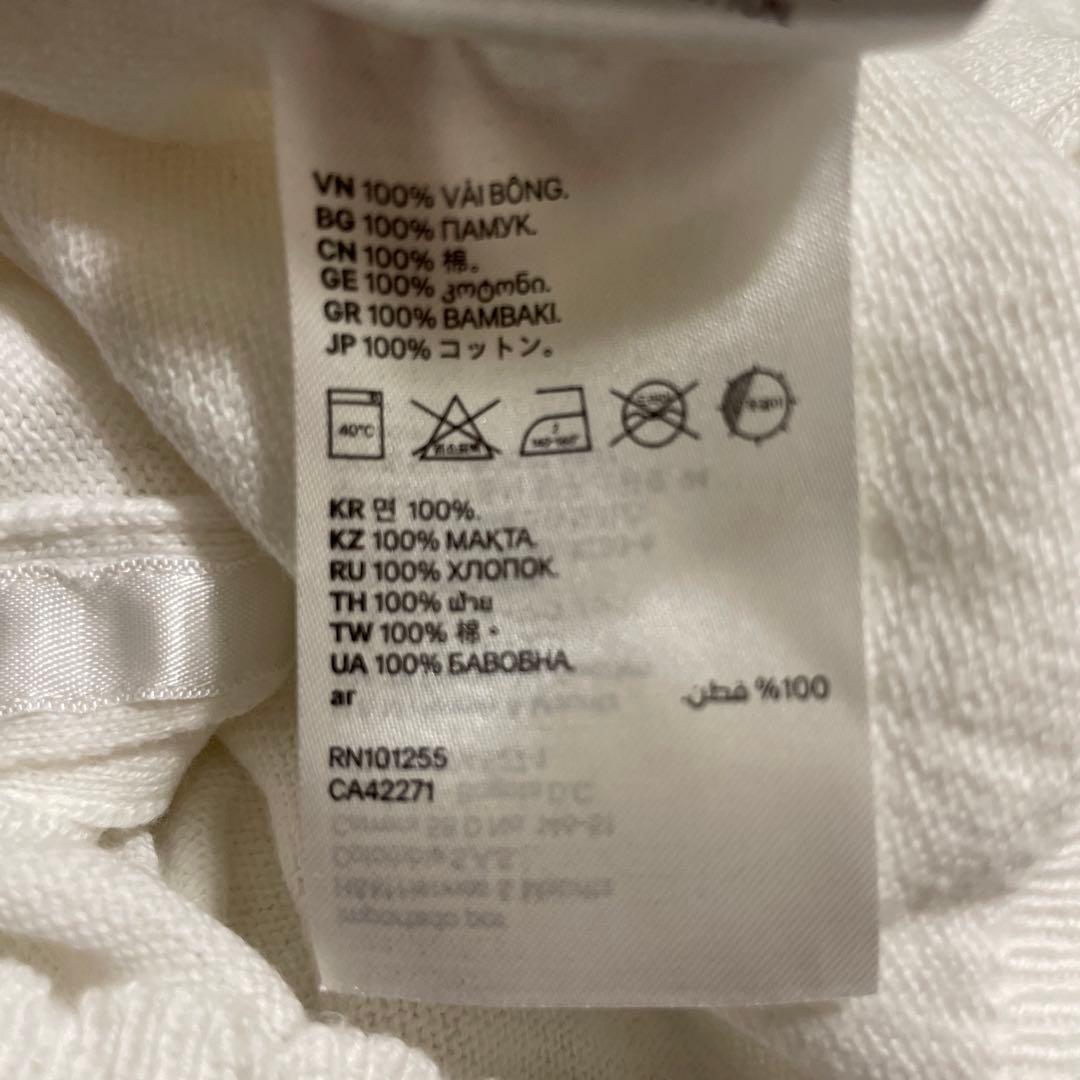 VN 100% VẢI BÔNG.
BG 100% ПАМУК.
CN 100% 棉。
GE 100% კოტონი.
GR 100% ΒΑΜΒΑΚΙ.
JP 100% コットン。
40°C
KR 면 100%.
KZ 100% МАҚТА.
RU 100% ХЛОПОК.
TH 100% ฝ้าย
TW 100% 棉。
UA 100% БАВОВНА.
ar 100% قطن.
RN101255
CA42271